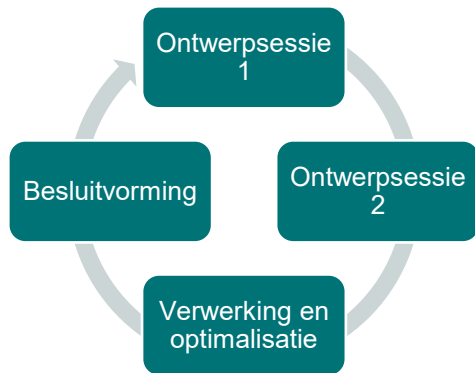 Ontwerpsessie
1
Ontwerpsessie
2
Verwerking en
optimalisatie
Besluitvorming